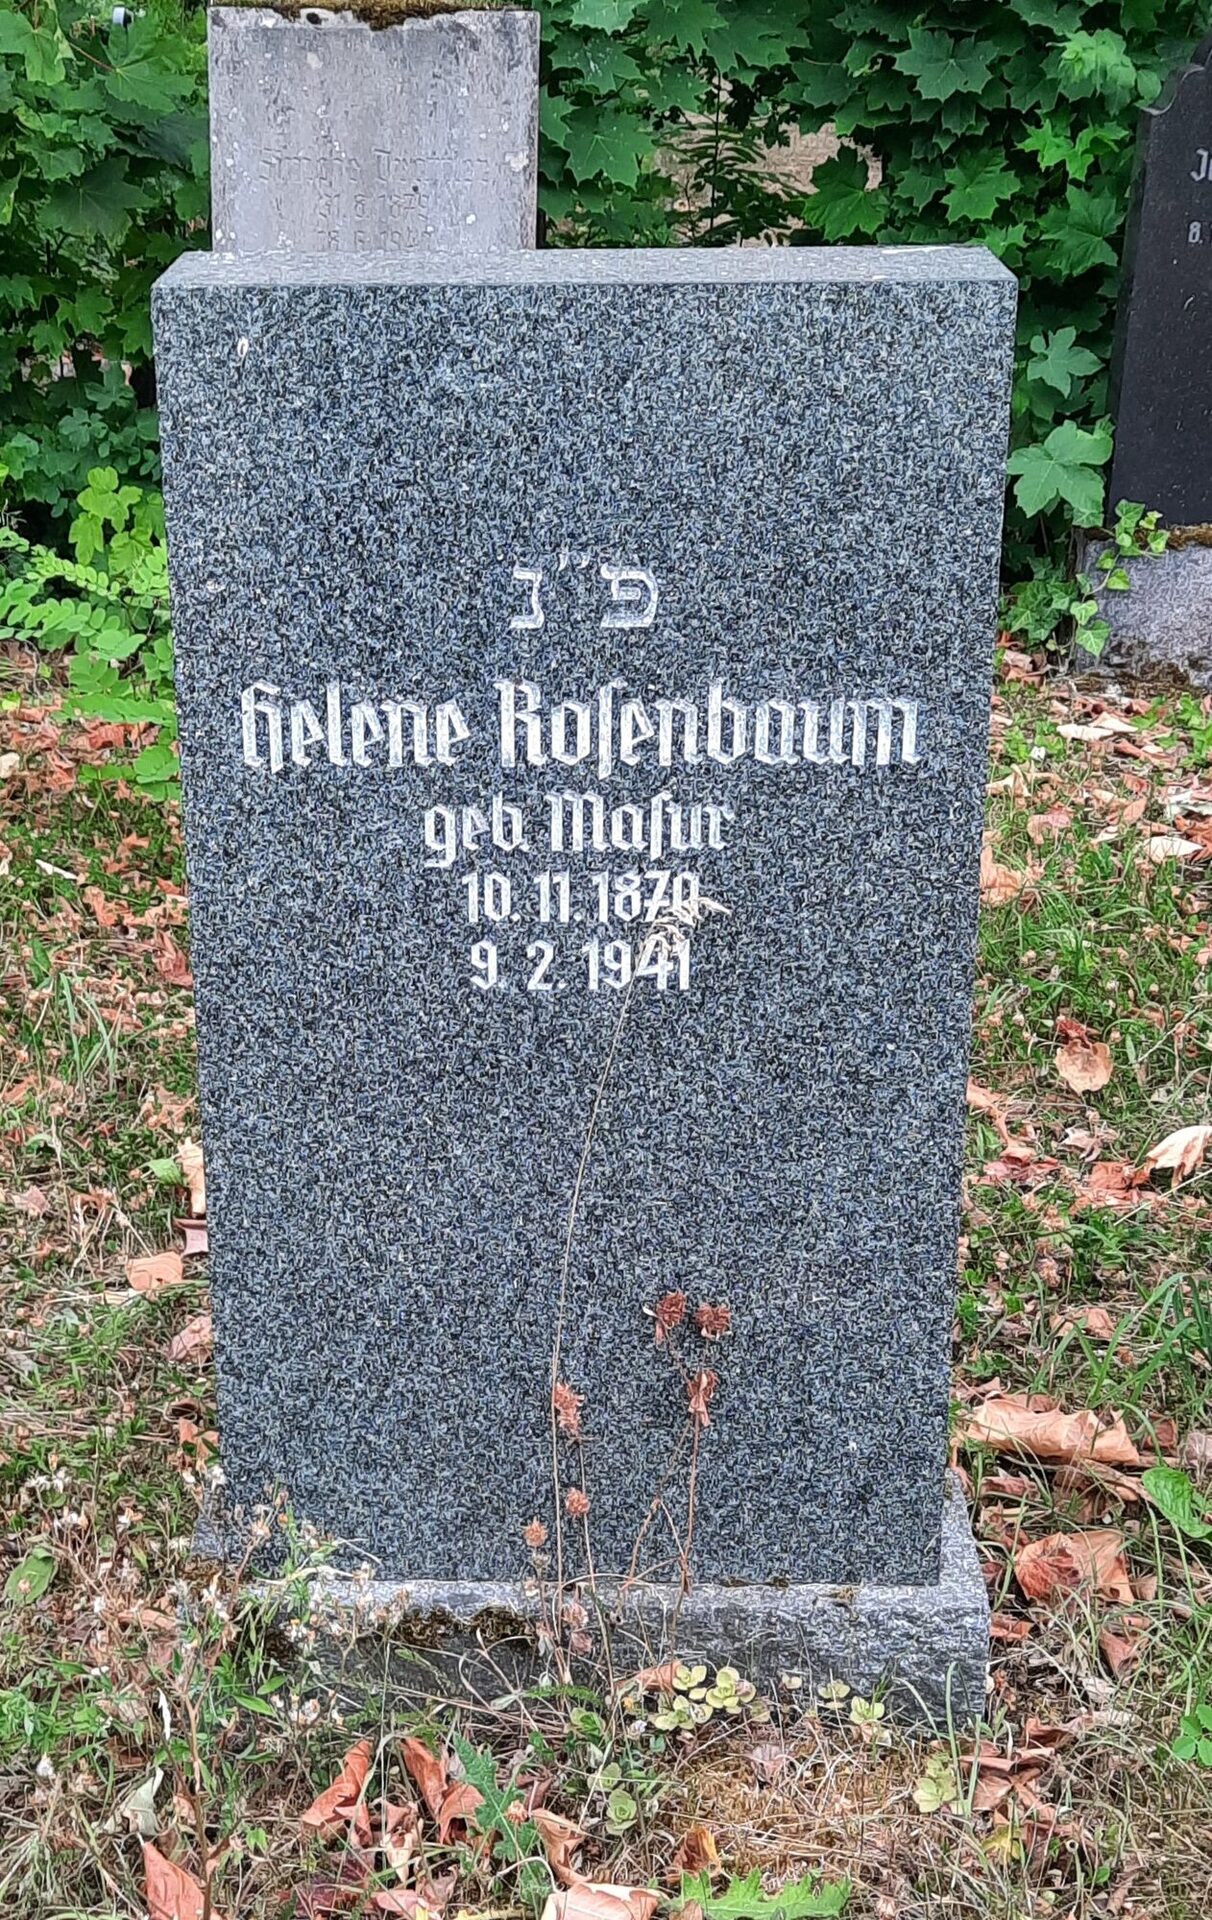 פ״נ
Helene Rosenbaum
geb. Masur
10. 11. 1870
9. 2. 1941